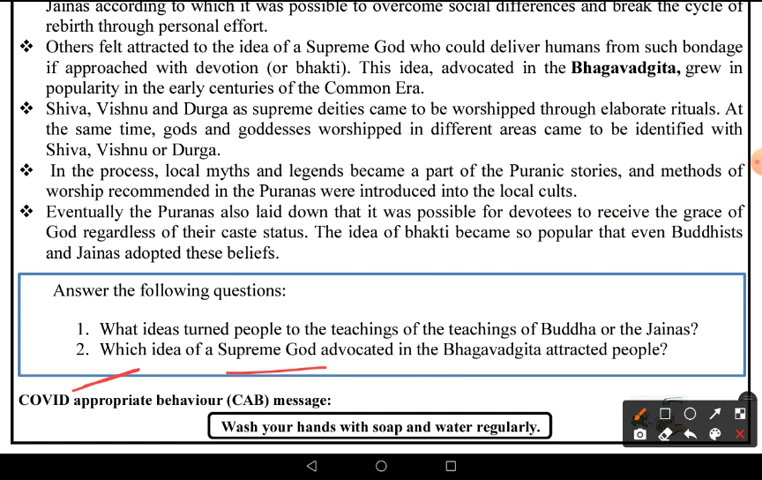 Jainas according to which it was possible to overcome social differences and break the cycle of
rebirth through personal effort.
❖ Others felt attracted to the idea of a Supreme God who could deliver humans from such bondage
if approached with devotion (or bhakti). This idea, advocated in the Bhagavadgita, grew in
popularity in the early centuries of the Common Era.
❖ Shiva, Vishnu and Durga as supreme deities came to be worshipped through elaborate rituals. At
the same time, gods and goddesses worshipped in different areas came to be identified with
Shiva, Vishnu or Durga.
❖ In the process, local myths and legends became a part of the Puranic stories, and methods of
worship recommended in the Puranas were introduced into the local cults.
❖ Eventually the Puranas also laid down that it was possible for devotees to receive the grace of
God regardless of their caste status. The idea of bhakti became so popular that even Buddhists
and Jainas adopted these beliefs.
Answer the following questions:
1. What ideas turned people to the teachings of the teachings of Buddha or the Jainas?
2. Which idea of a Supreme God advocated in the Bhagavadgita attracted people?
COVID appropriate behaviour (CAB) message:
Wash your hands with soap and water regularly.